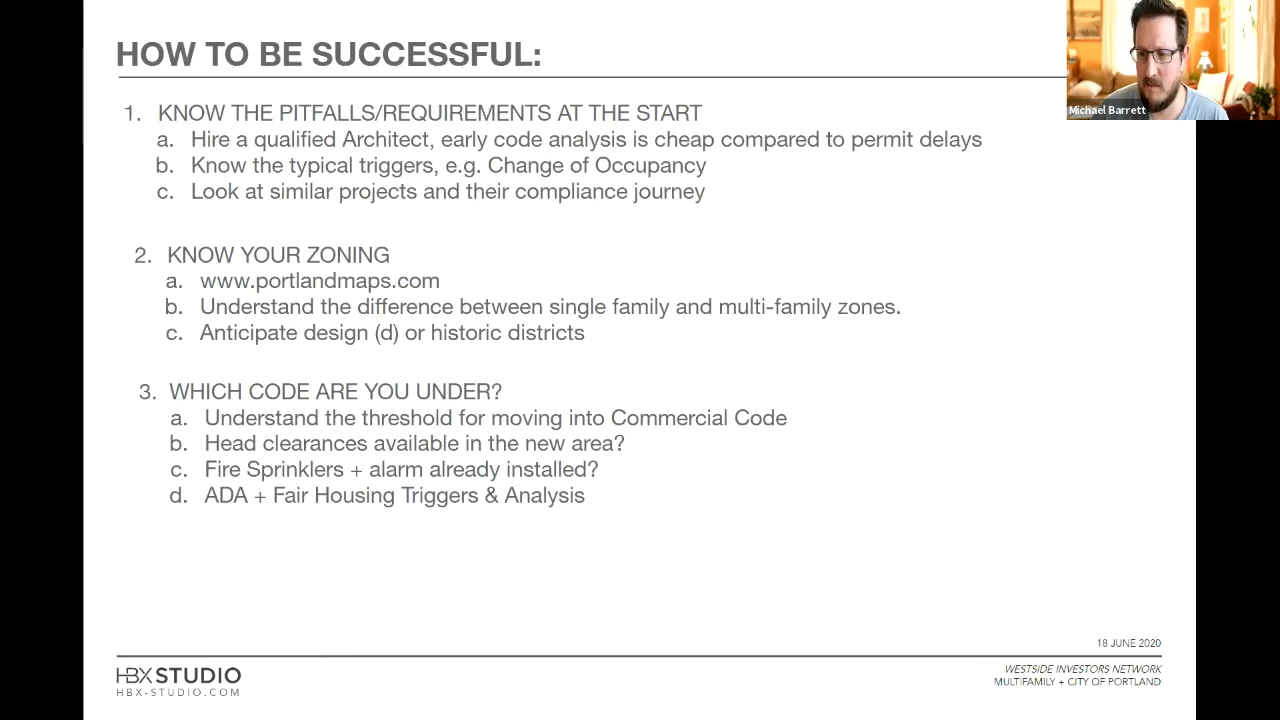 HOW TO BE SUCCESSFUL:
Michael Barrett
1. KNOW THE PITFALLS/REQUIREMENTS AT THE START
a. Hire a qualified Architect, early code analysis is cheap compared to permit delays
b. Know the typical triggers, e.g. Change of Occupancy
c. Look at similar projects and their compliance journey
2. KNOW YOUR ZONING
a. www.portlandmaps.com
b. Understand the difference between single family and multi-family zones.
c. Anticipate design (d) or historic districts
3. WHICH CODE ARE YOU UNDER?
a. Understand the threshold for moving into Commercial Code
b. Head clearances available in the new area?
c. Fire Sprinklers + alarm already installed?
d. ADA + Fair Housing Triggers & Analysis
18 JUNE 2020
HBX STUDIO
HBX-STUDIO.COM
WESTSIDE INVESTORS NETWORK
MULTIFAMILY + CITY OF PORTLAND